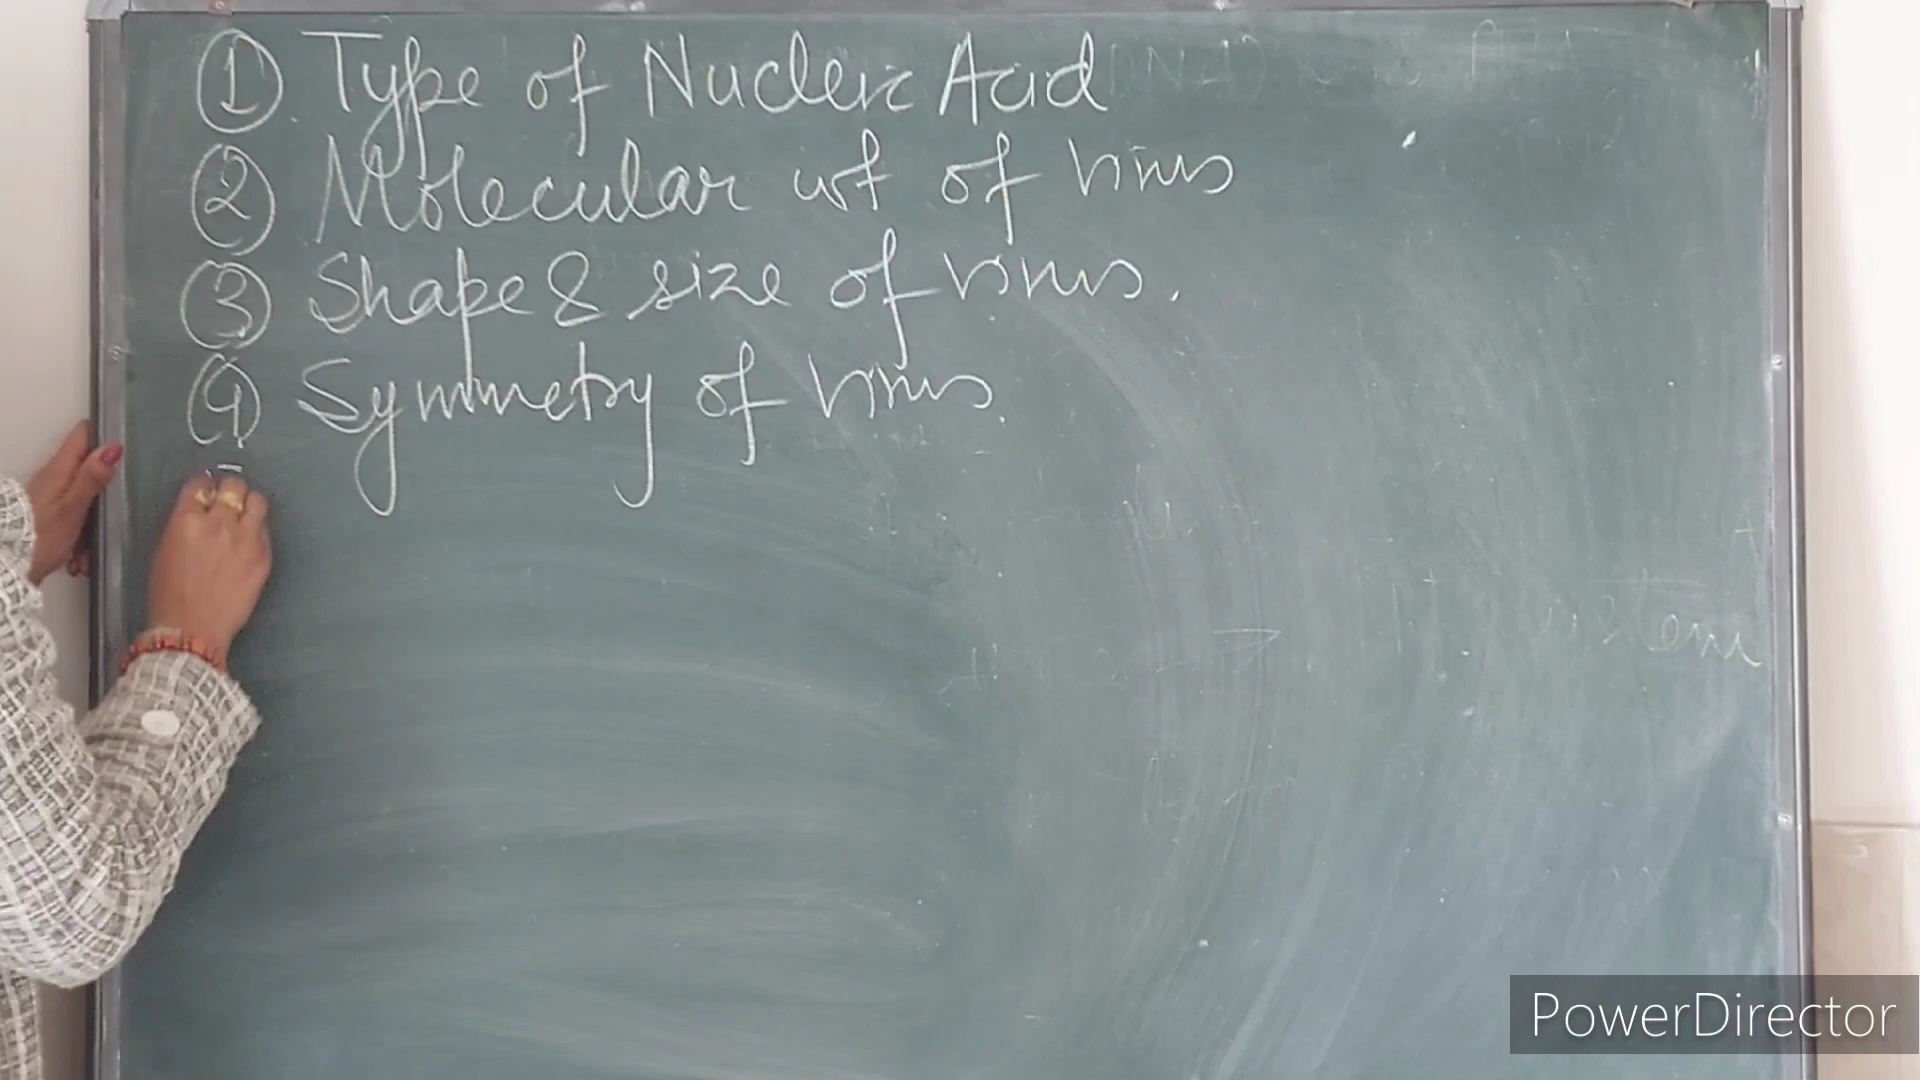 ① Type of Nucleic Acid
② Molecular wt of virus
③ Shape & size of virus.
④ Symmetry of virus.
PowerDirector